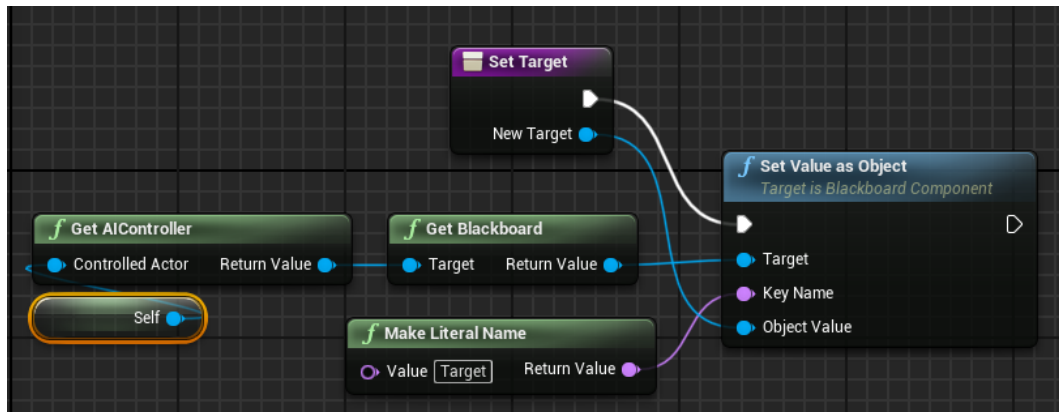 Set Target
New Target
f Set Value as Object
Target is Blackboard Component
f Get AIController
f Get Blackboard
Controlled Actor Return Value
Target Return Value
Target
Key Name
Self
Object Value
f Make Literal Name
Value Target Return Value